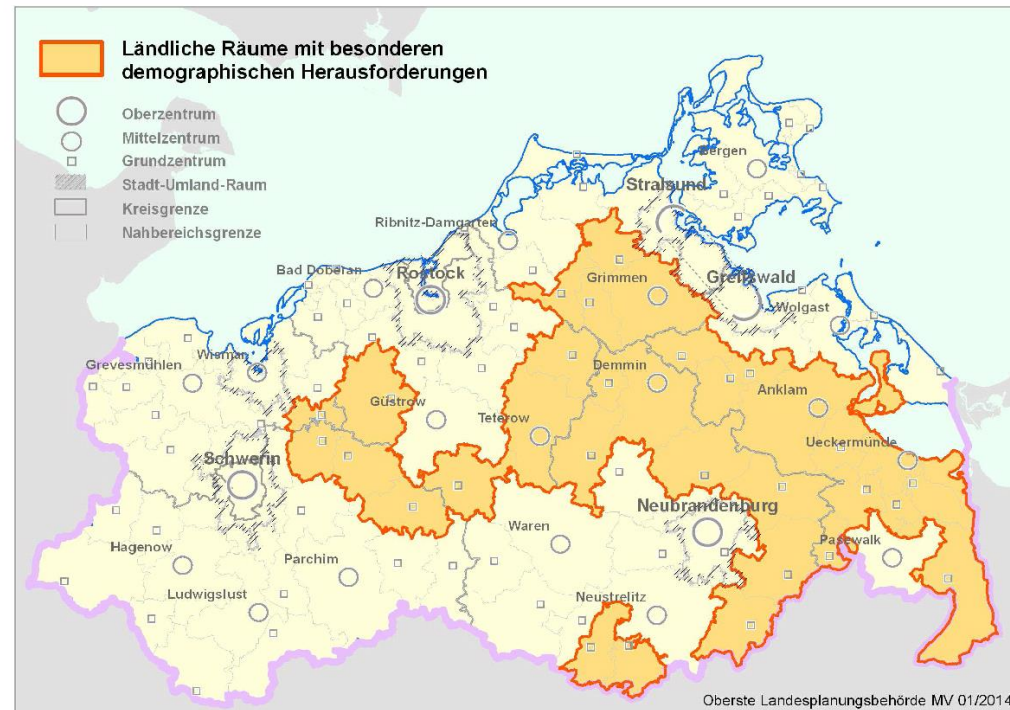 Ländliche Räume mit besonderen
demographischen Herausforderungen
Oberzentrum
Mittelzentrum
Grundzentrum
Stadt-Umland-Raum
Kreisgrenze
Nahbereichsgrenze
Bergen
Stralsund
Ribnitz-Damgarten
Bad Doberan
Rostock
Grimmen
Greifswald
Wolgast
Wismar
Grevesmühlen
Güstrow
Demmin
Anklam
Teterow
Ueckermünde
Schwerin
Neubrandenburg
Waren
Pasewalk
Hagenow
Parchim
Ludwigslust
Neustrelitz
Oberste Landesplanungsbehörde MV 01/2014